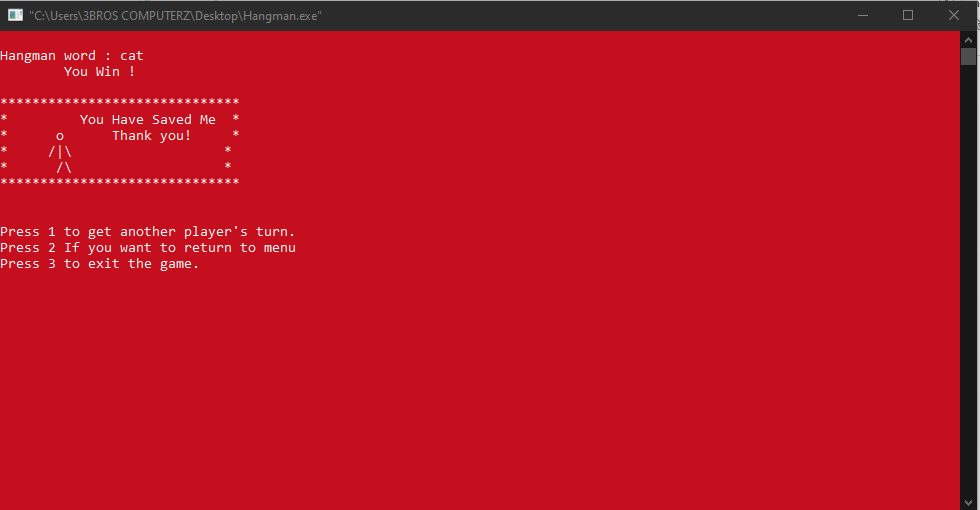 "C:\Users\3BROS COMPUTERZ\Desktop\Hangman.exe"
Hangman word : cat
        You Win !
******************************
*         You Have Saved Me  *
*      o      Thank you!     *
*     /|\                   *
*      /\                   *
******************************
Press 1 to get another player's turn.
Press 2 If you want to return to menu
Press 3 to exit the game.